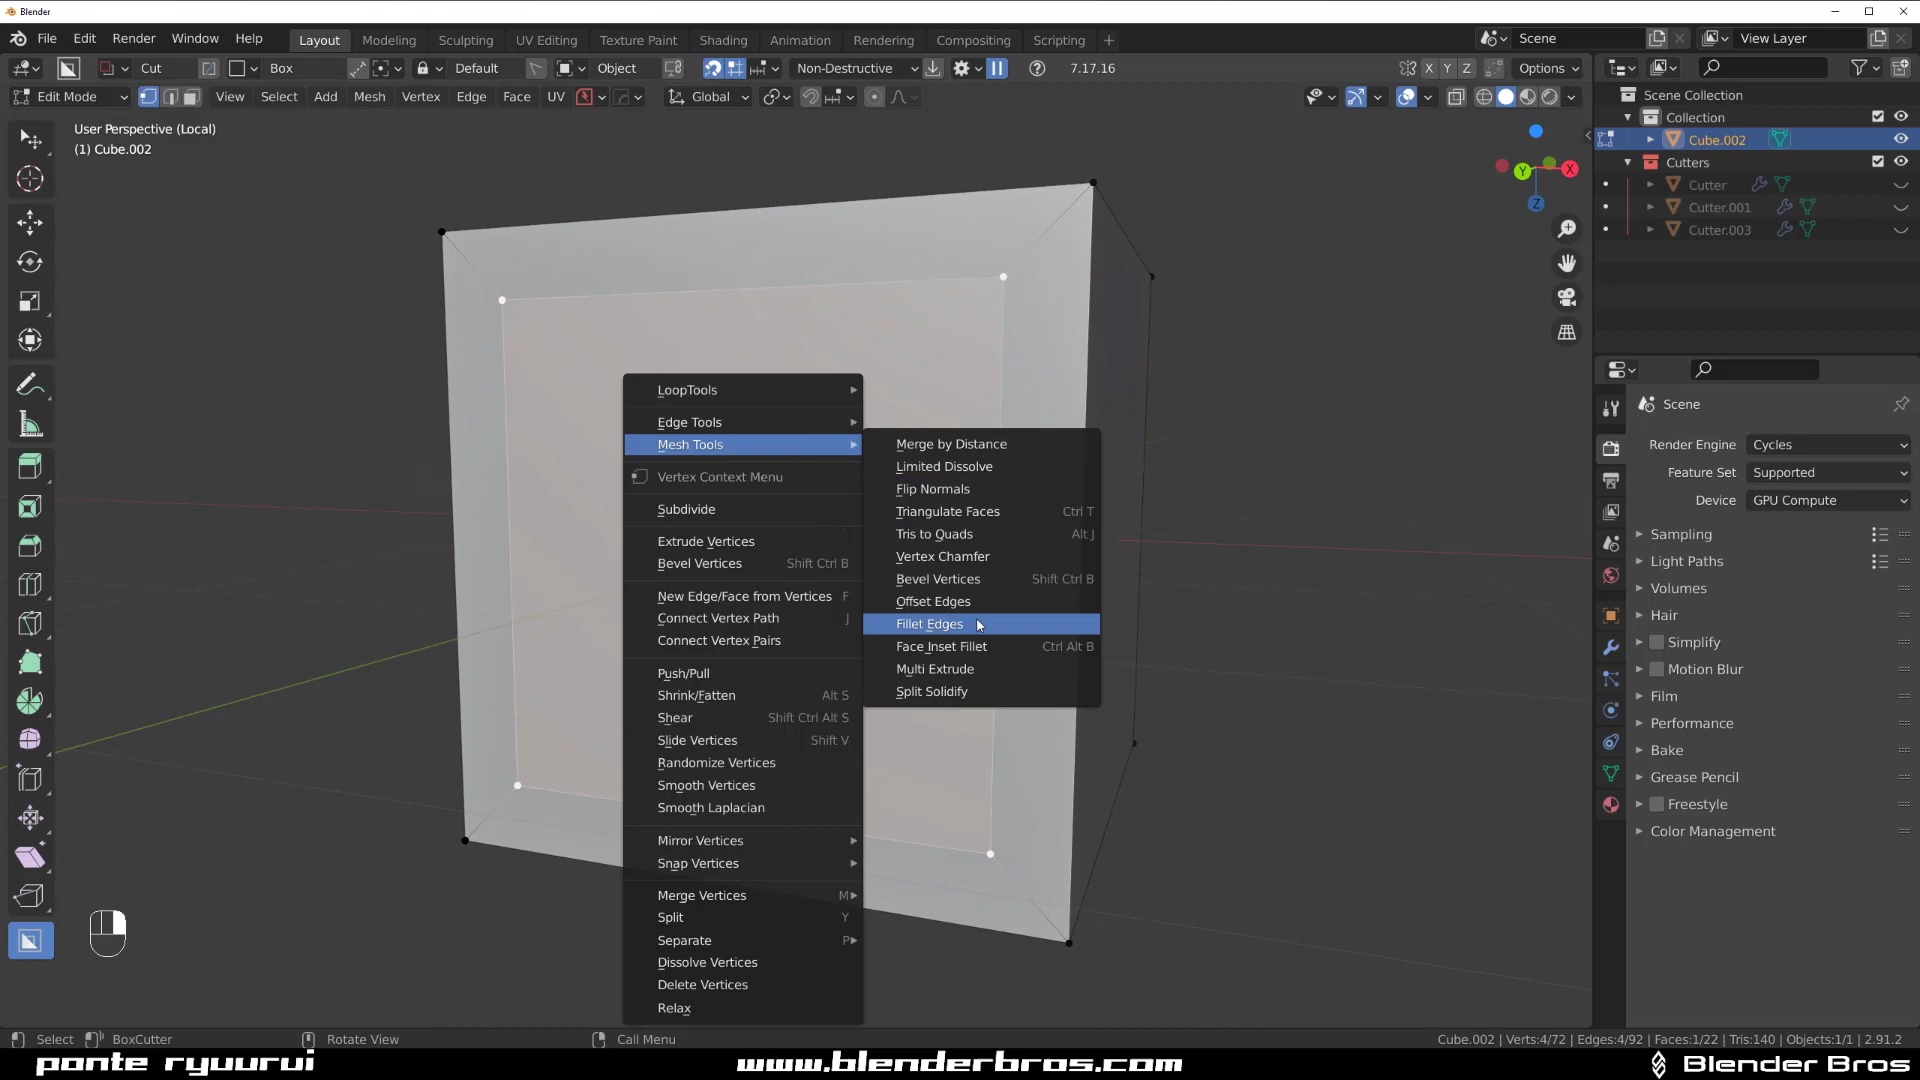 Blender
File Edit Render Window Help Layout Modeling Sculpting UV Editing Texture Paint Shading Animation Rendering Compositing Scripting + Scene View Layer
Cut Box Default Object Non-Destructive 7.17.16 X Y Z Options
Edit Mode View Select Add Mesh Vertex Edge Face UV Global
User Perspective (Local)
(1) Cube.002
Y X Z
Scene Collection
Collection
Cube.002
Cutters
Cutter
Cutter.001
Cutter.003
LoopTools
Edge Tools
Mesh Tools
Vertex Context Menu
Subdivide
Extrude Vertices
Bevel Vertices Shift Ctrl B
New Edge/Face from Vertices F
Connect Vertex Path J
Connect Vertex Pairs
Push/Pull
Shrink/Fatten Alt S
Shear Shift Ctrl Alt S
Slide Vertices Shift V
Randomize Vertices
Smooth Vertices
Smooth Laplacian
Mirror Vertices
Snap Vertices
Merge Vertices M
Split Y
Separate P
Dissolve Vertices
Delete Vertices
Relax
Merge by Distance
Limited Dissolve
Flip Normals
Triangulate Faces Ctrl T
Tris to Quads Alt J
Vertex Chamfer
Bevel Vertices Shift Ctrl B
Offset Edges
Fillet Edges
Face Inset Fillet Ctrl Alt B
Multi Extrude
Split Solidify
Scene
Render Engine Cycles
Feature Set Supported
Device GPU Compute
Sampling
Light Paths
Volumes
Hair
Simplify
Motion Blur
Film
Performance
Bake
Grease Pencil
Freestyle
Color Management
Select BoxCutter Rotate View Call Menu Cube.002 | Verts:4/72 | Edges:4/92 | Faces:1/22 | Tris:140 | Objects:1/1 | 2.91.2
ponte ryuurui www.blenderbros.com Blender Bros